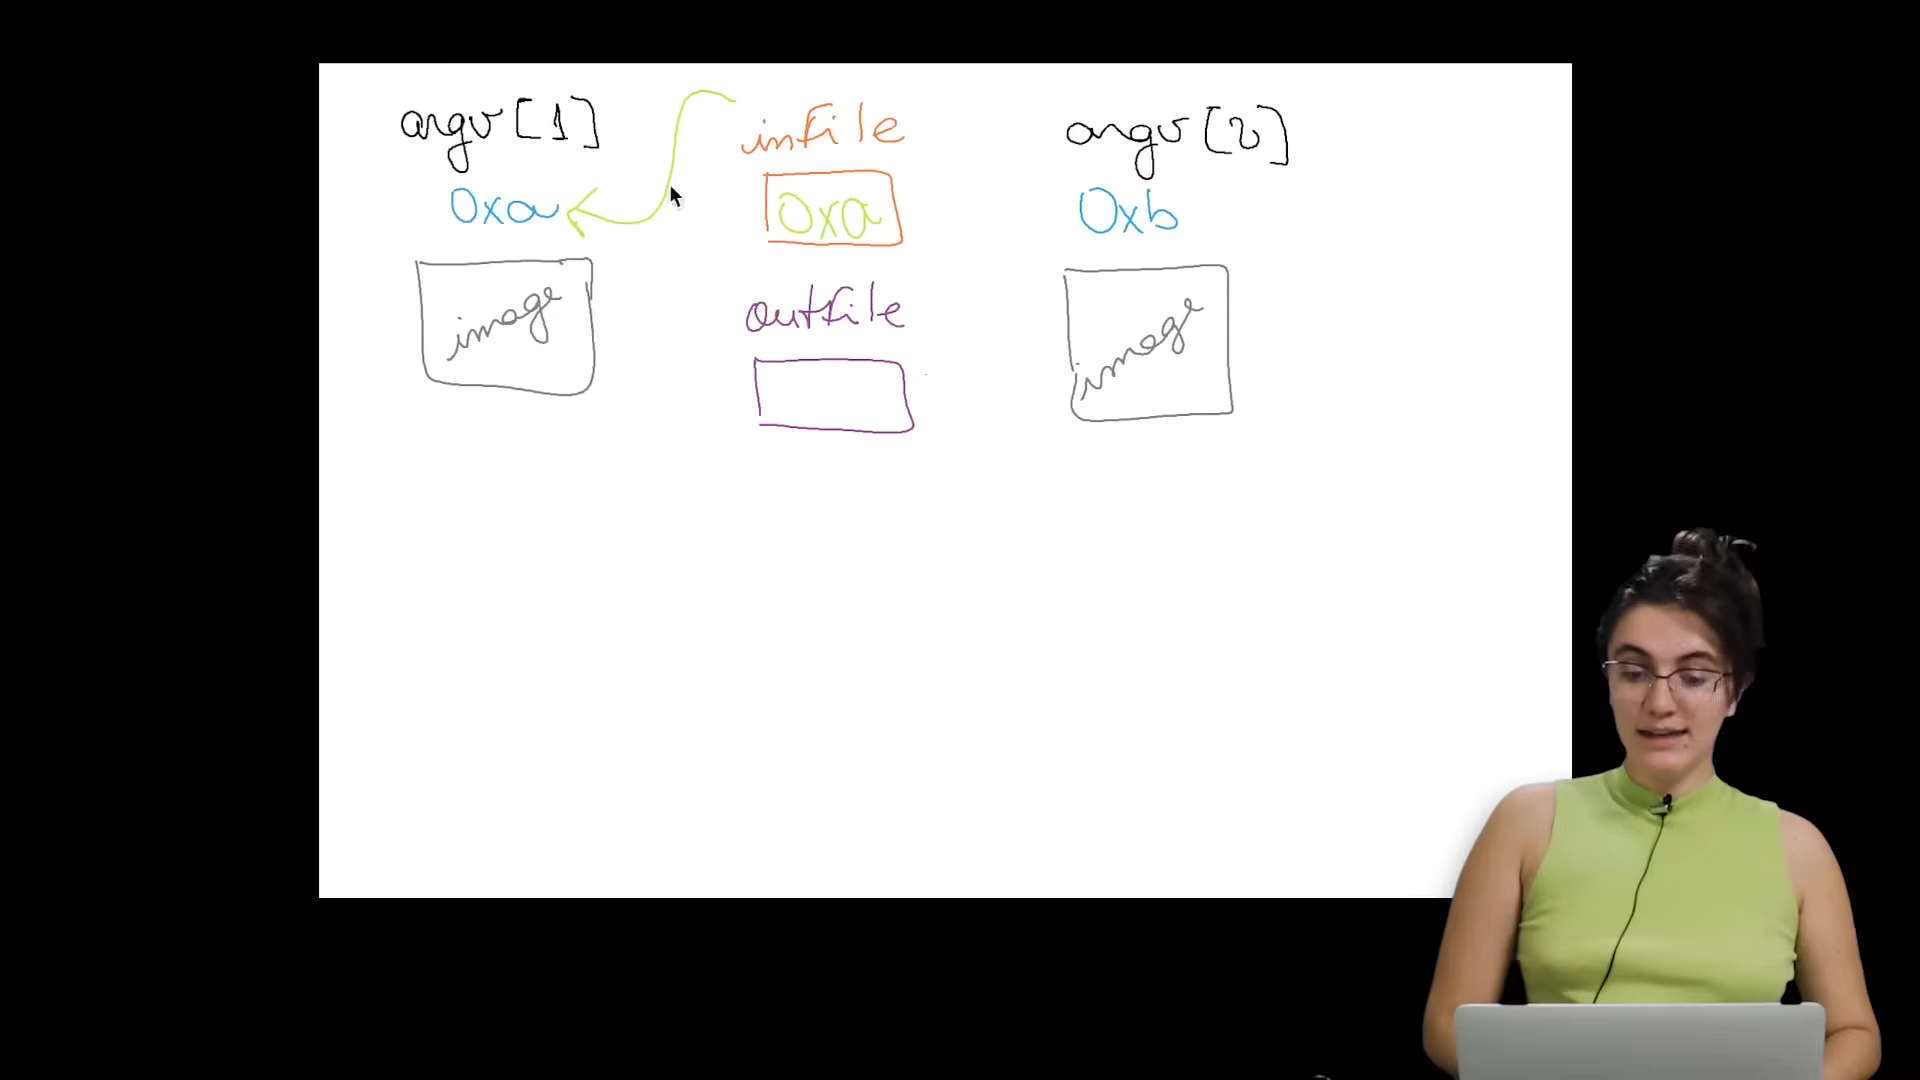 argv[1]
infile
argv[2]
0xa
0xa
0xb
image
outfile
image